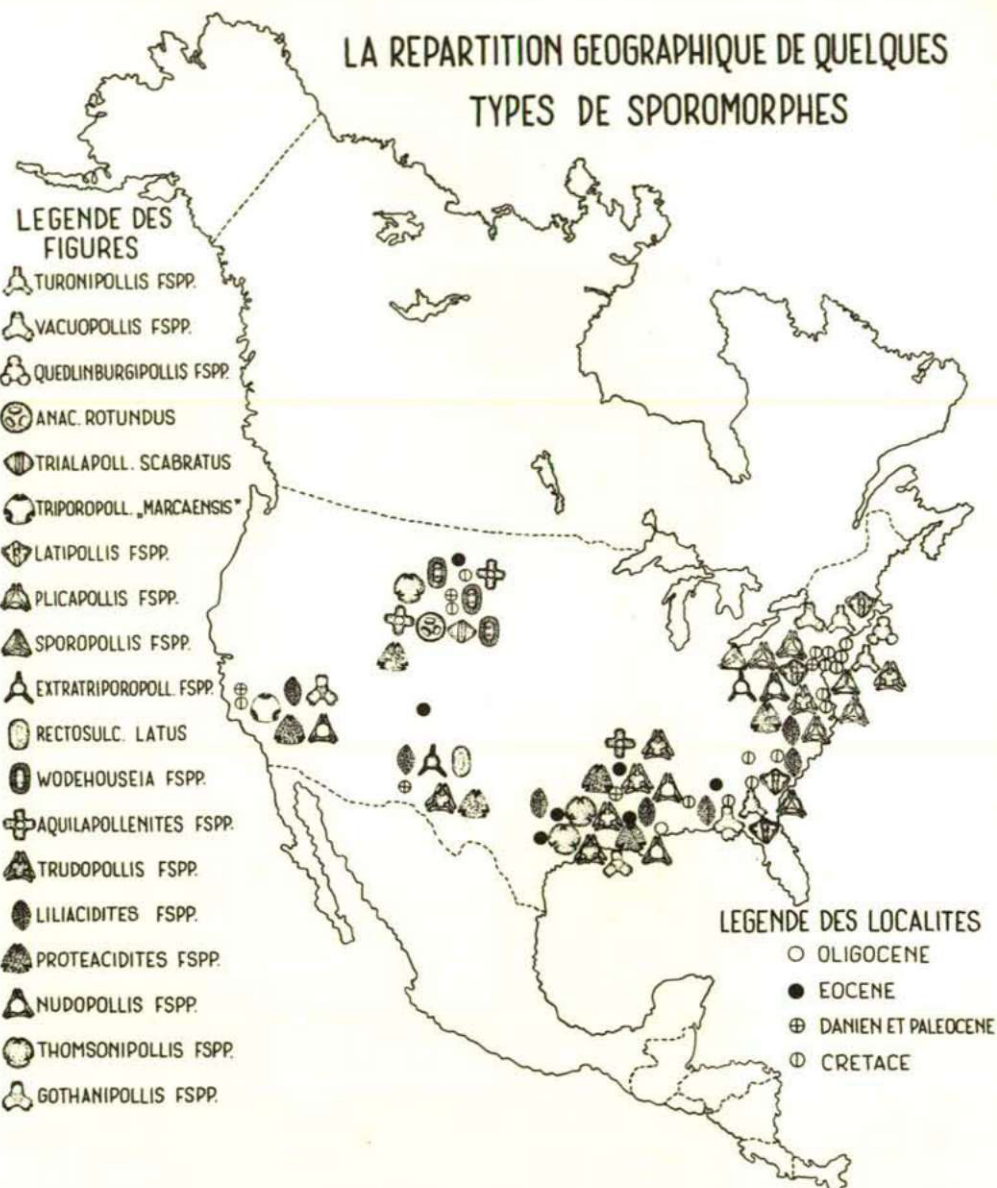 LA REPARTITION GEOGRAPHIQUE DE QUELQUES
TYPES DE SPOROMORPHES
LEGENDE DES
FIGURES
TURONIPOLLIS FSPP.
VACUOPOLLIS FSPP.
QUEDLINBURGIPOLLIS FSPP.
ANAC. ROTUNDUS
TRIALAPOLL. SCABRATUS
TRIPOROPOLL. „MARCAENSIS"
LATIPOLLIS FSPP.
PLICAPOLLIS FSPP.
SPOROPOLLIS FSPP.
EXTRATRIPOROPOLL. FSPP.
RECTOSULC. LATUS
WODEHOUSEIA FSPP.
AQUILAPOLLENITES FSPP.
TRUDOPOLLIS FSPP.
LILIACIDITES FSPP.
PROTEACIDITES FSPP.
NUDOPOLLIS FSPP.
THOMSONIPOLLIS FSPP.
GOTHANIPOLLIS FSPP.
LEGENDE DES LOCALITES
OLIGOCENE
EOCENE
DANIEN ET PALEOCENE
CRETACE